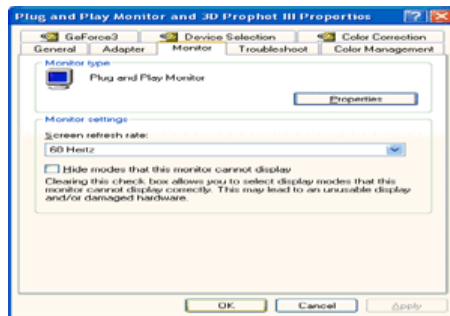 Plug and Play Monitor and 3D Prophet III Properties
GeForce3 Device Selection Color Correction
General Adapter Monitor Troubleshoot Color Management
Monitor type
Plug and Play Monitor
Properties
Monitor settings
Screen refresh rate:
60 Hertz
Hide modes that this monitor cannot display
Clearing this check box allows you to select display modes that this
monitor cannot display correctly. This may lead to an unusable display
and/or damaged hardware.
OK Cancel Apply